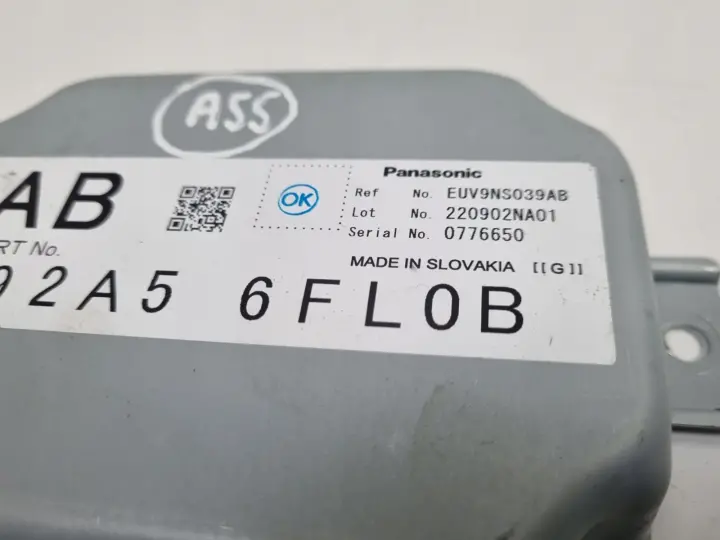 A55
AB
RT No.
92A5 6FL0B
OK
Panasonic
Ref No. EUV9NS039AB
Lot No. 220902NA01
Serial No. 0776650
MADE IN SLOVAKIA [[G]]